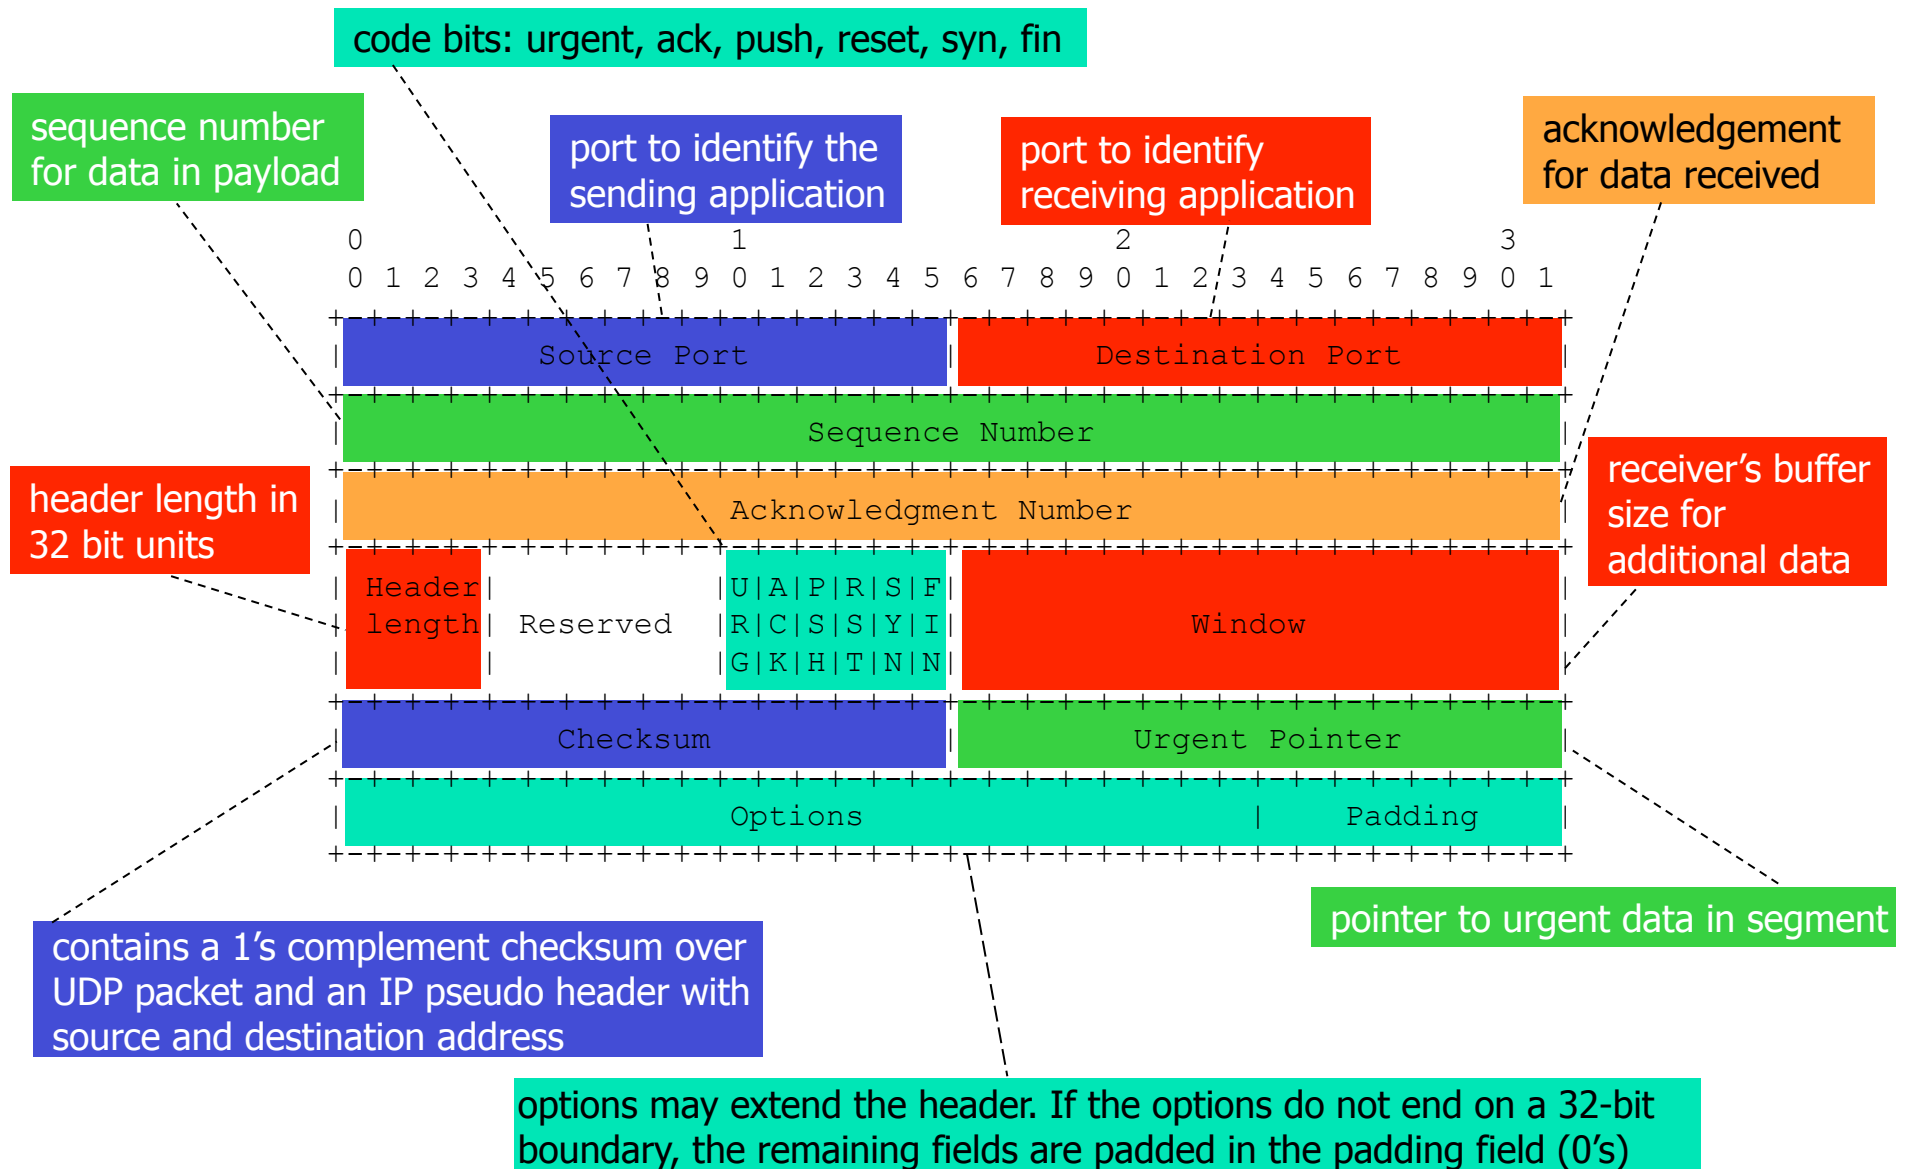 code bits: urgent, ack, push, reset, syn, fin
sequence number
for data in payload
port to identify the
sending application
port to identify
receiving application
acknowledgement
for data received
0 1 2 3
0 1 2 3 4 5 6 7 8 9 0 1 2 3 4 5 6 7 8 9 0 1 2 3 4 5 6 7 8 9 0 1
+-+-+-+-+-+-+-+-+-+-+-+-+-+-+-+-+-+-+-+-+-+-+-+-+-+-+-+-+-+-+-+-+
| Source Port | Destination Port |
+-+-+-+-+-+-+-+-+-+-+-+-+-+-+-+-+-+-+-+-+-+-+-+-+-+-+-+-+-+-+-+-+
| Sequence Number |
+-+-+-+-+-+-+-+-+-+-+-+-+-+-+-+-+-+-+-+-+-+-+-+-+-+-+-+-+-+-+-+-+
| Acknowledgment Number |
+-+-+-+-+-+-+-+-+-+-+-+-+-+-+-+-+-+-+-+-+-+-+-+-+-+-+-+-+-+-+-+-+
| Header| |U|A|P|R|S|F| |
| length| Reserved |R|C|S|S|Y|I| Window |
| | |G|K|H|T|N|N| |
+-+-+-+-+-+-+-+-+-+-+-+-+-+-+-+-+-+-+-+-+-+-+-+-+-+-+-+-+-+-+-+-+
| Checksum | Urgent Pointer |
+-+-+-+-+-+-+-+-+-+-+-+-+-+-+-+-+-+-+-+-+-+-+-+-+-+-+-+-+-+-+-+-+
| Options | Padding |
+-+-+-+-+-+-+-+-+-+-+-+-+-+-+-+-+-+-+-+-+-+-+-+-+-+-+-+-+-+-+-+-+
header length in
32 bit units
receiver’s buffer
size for
additional data
contains a 1’s complement checksum over
UDP packet and an IP pseudo header with
source and destination address
pointer to urgent data in segment
options may extend the header. If the options do not end on a 32-bit
boundary, the remaining fields are padded in the padding field (0’s)